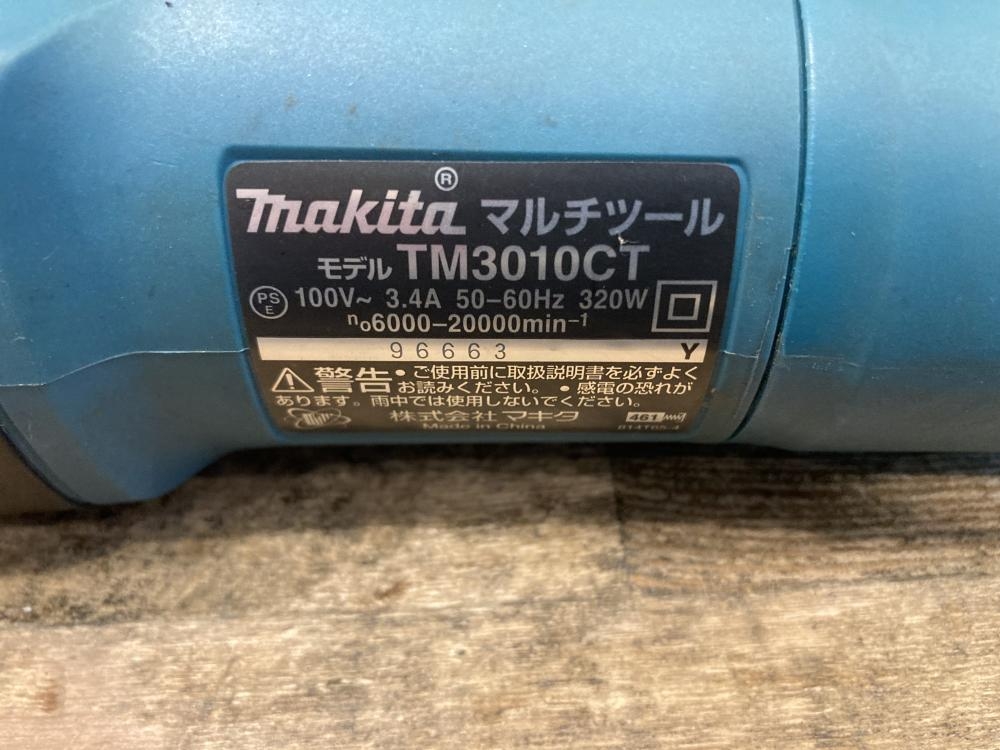 makita® マルチツール
モデル TM3010CT
PSE 100V~ 3.4A 50-60Hz 320W
n₀6000-20000min⁻¹
96663 Y
警告 • ご使用前に取扱説明書を必ずよく
お読みください。 • 感電の恐れが
あります。雨中では使用しないでください。
株式会社 マキタ 461
Made in China